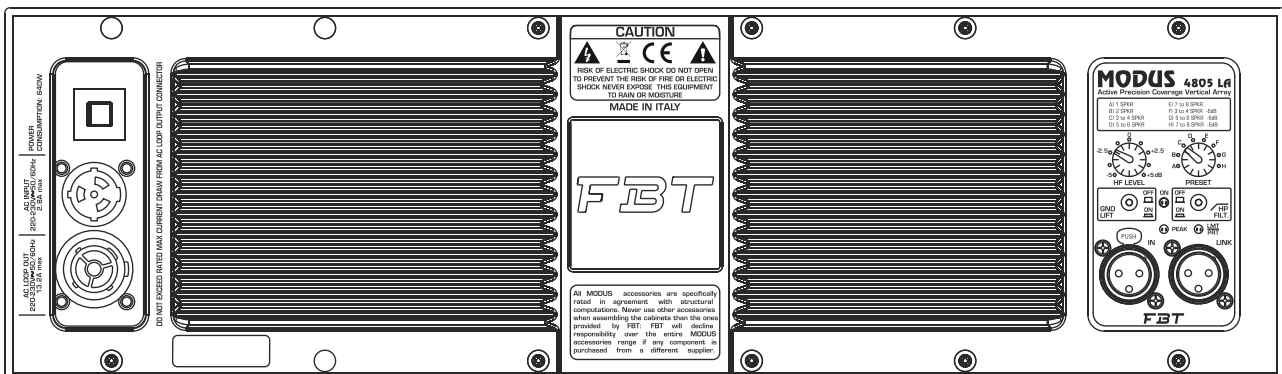 POWER
CONSUMPTION: 640W
AC INPUT
220-230V 50/60Hz
2.8A max
AC LOOP OUT
220-230V 50/60Hz
13.2A max
DO NOT EXCEED RATED MAX CURRENT DRAW FROM AC LOOP OUTPUT CONNECTOR
CAUTION
CE
RISK OF ELECTRIC SHOCK DO NOT OPEN
TO PREVENT THE RISK OF FIRE OR ELECTRIC
SHOCK NEVER EXPOSE THIS EQUIPMENT
TO RAIN OR MOISTURE
MADE IN ITALY
FBT
All MODUS accessories are specifically
rated in agreement with structural
computations. Never use other accessories
when assembling the cabinets than the ones
provided by FBT: FBT will decline
responsibility over the entire MODUS
accessories range if any component is
purchased from a different supplier.
MODUS 4805 LA
Active Precision Coverage Vertical Array
A) 1 SPKR E) 7 to 8 SPKR
B) 2 SPKR F) 3 to 4 SPKR -6dB
C) 3 to 4 SPKR G) 5 to 6 SPKR -6dB
D) 5 to 6 SPKR H) 7 to 8 SPKR -6dB
0
-2.5 +2.5
-5 +5dB
HF LEVEL
D E
C F
B G
A H
PRESET
GND
LIFT
OFF
ON
ON
OFF
ON
HP
FILT.
PEAK
LMT
PRT
PUSH
IN
LINK
FBT